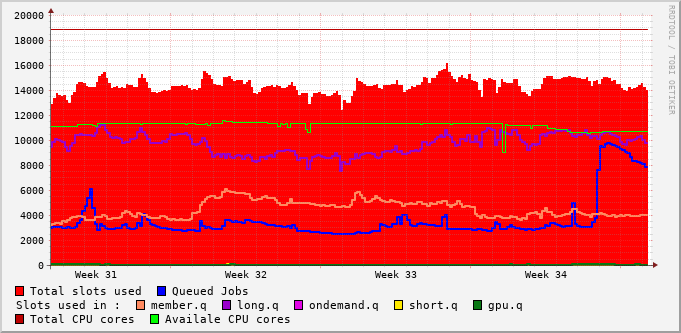 20000
18000
16000
14000
12000
10000
8000
6000
4000
2000
0
Week 31 Week 32 Week 33 Week 34
Total slots used Queued Jobs
Slots used in : member.q long.q ondemand.q short.q gpu.q
Total CPU cores Availale CPU cores
RRDTOOL / TOBI OETIKER